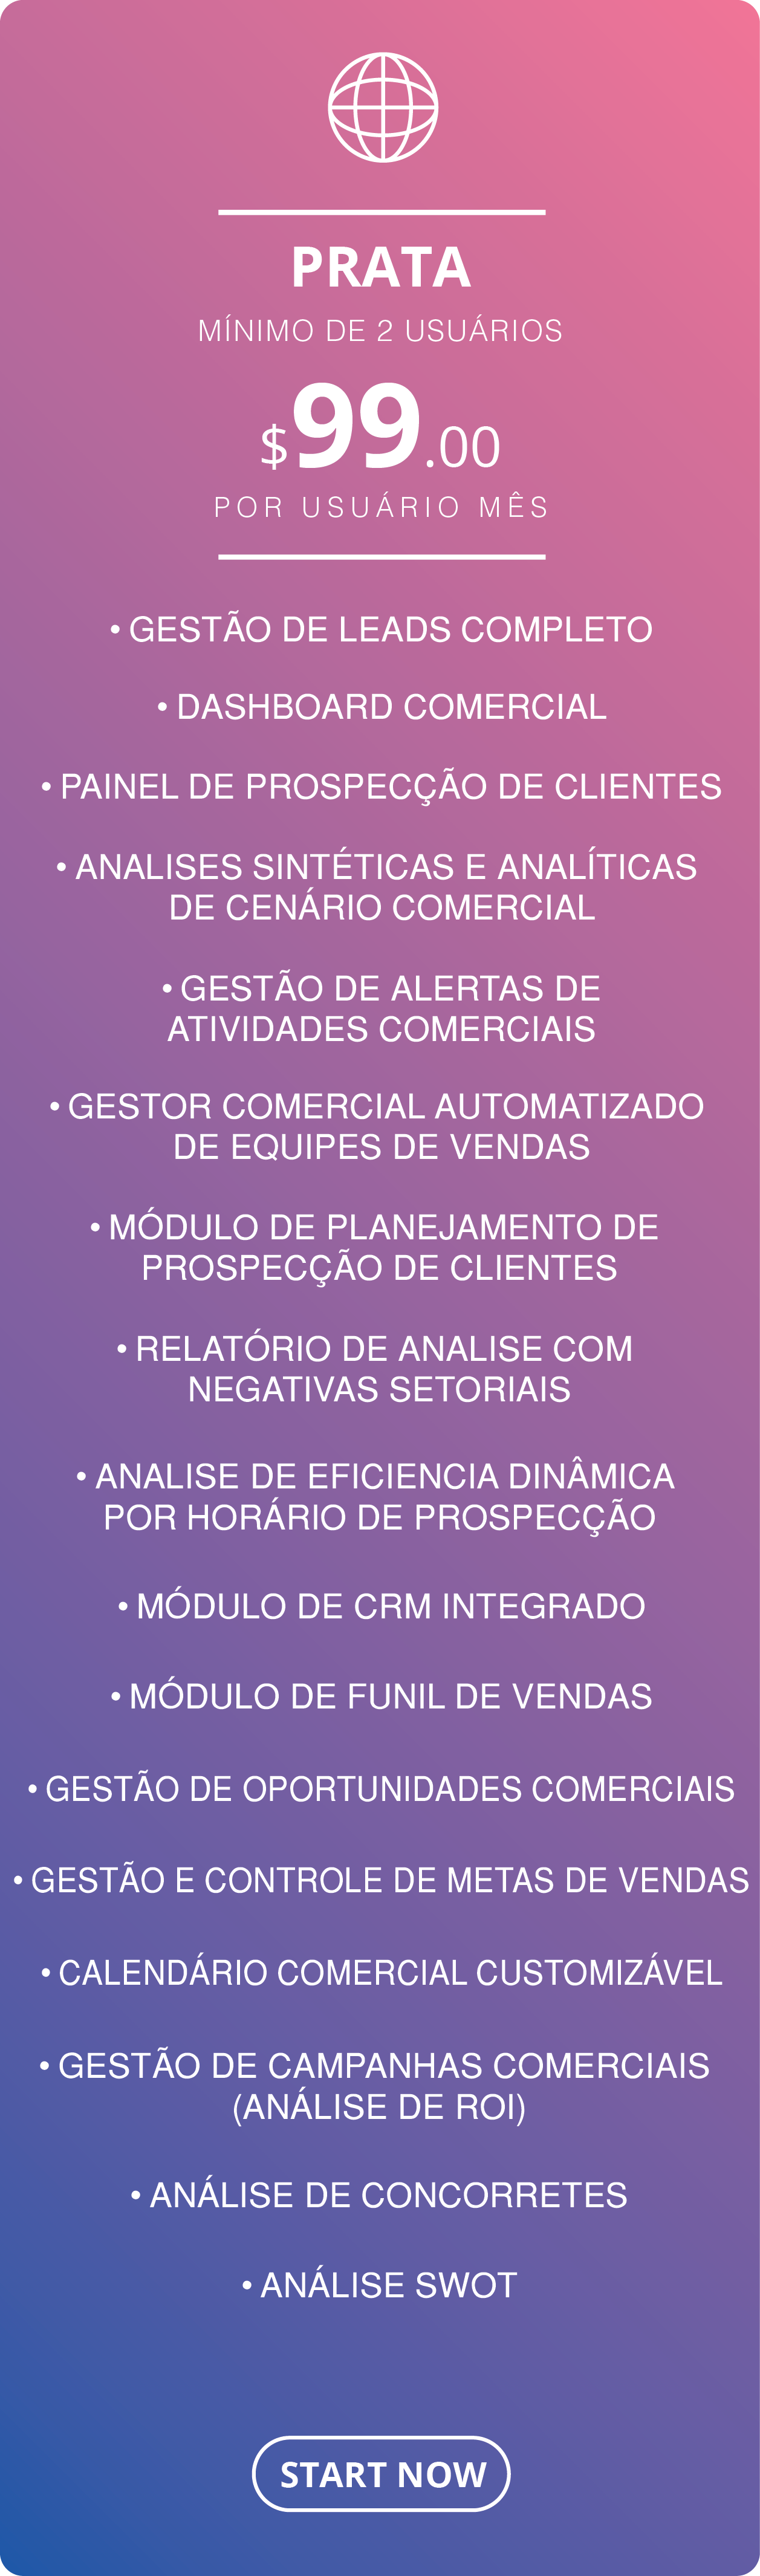 PRATA
MÍNIMO DE 2 USUÁRIOS
$99.00
POR USUÁRIO MÊS
• GESTÃO DE LEADS COMPLETO
• DASHBOARD COMERCIAL
• PAINEL DE PROSPECÇÃO DE CLIENTES
• ANALISES SINTÉTICAS E ANALÍTICAS
DE CENÁRIO COMERCIAL
• GESTÃO DE ALERTAS DE
ATIVIDADES COMERCIAIS
• GESTOR COMERCIAL AUTOMATIZADO
DE EQUIPES DE VENDAS
• MÓDULO DE PLANEJAMENTO DE
PROSPECÇÃO DE CLIENTES
• RELATÓRIO DE ANALISE COM
NEGATIVAS SETORIAIS
• ANALISE DE EFICIENCIA DINÂMICA
POR HORÁRIO DE PROSPECÇÃO
• MÓDULO DE CRM INTEGRADO
• MÓDULO DE FUNIL DE VENDAS
• GESTÃO DE OPORTUNIDADES COMERCIAIS
• GESTÃO E CONTROLE DE METAS DE VENDAS
• CALENDÁRIO COMERCIAL CUSTOMIZÁVEL
• GESTÃO DE CAMPANHAS COMERCIAIS
(ANÁLISE DE ROI)
• ANÁLISE DE CONCORRETES
• ANÁLISE SWOT
START NOW